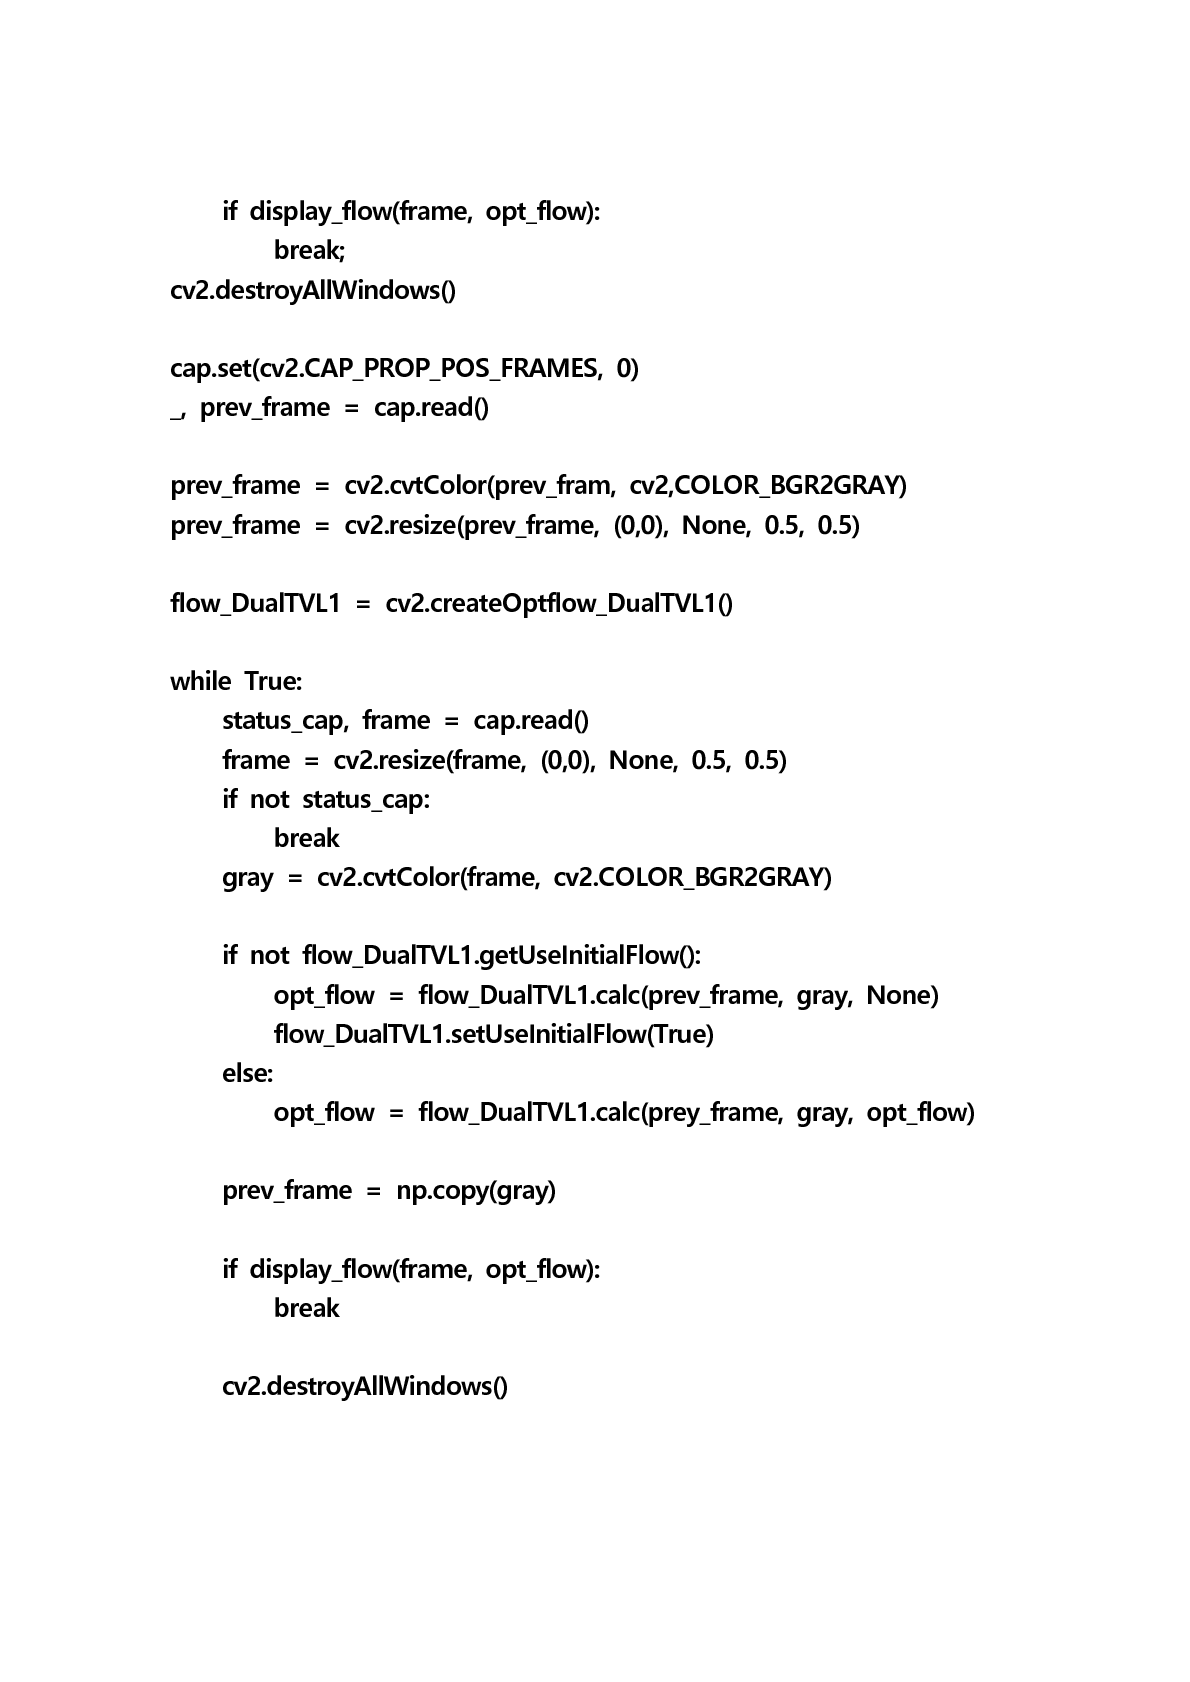 if display_flow(frame, opt_flow):
break;
cv2.destroyAllWindows()
cap.set(cv2.CAP_PROP_POS_FRAMES, 0)
_, prev_frame = cap.read()
prev_frame = cv2.cvtColor(prev_fram, cv2,COLOR_BGR2GRAY)
prev_frame = cv2.resize(prev_frame, (0,0), None, 0.5, 0.5)
flow_DualTVL1 = cv2.createOptflow_DualTVL1()
while True:
status_cap, frame = cap.read()
frame = cv2.resize(frame, (0,0), None, 0.5, 0.5)
if not status_cap:
break
gray = cv2.cvtColor(frame, cv2.COLOR_BGR2GRAY)
if not flow_DualTVL1.getUseInitialFlow():
opt_flow = flow_DualTVL1.calc(prev_frame, gray, None)
flow_DualTVL1.setUseInitialFlow(True)
else:
opt_flow = flow_DualTVL1.calc(prey_frame, gray, opt_flow)
prev_frame = np.copy(gray)
if display_flow(frame, opt_flow):
break
cv2.destroyAllWindows()